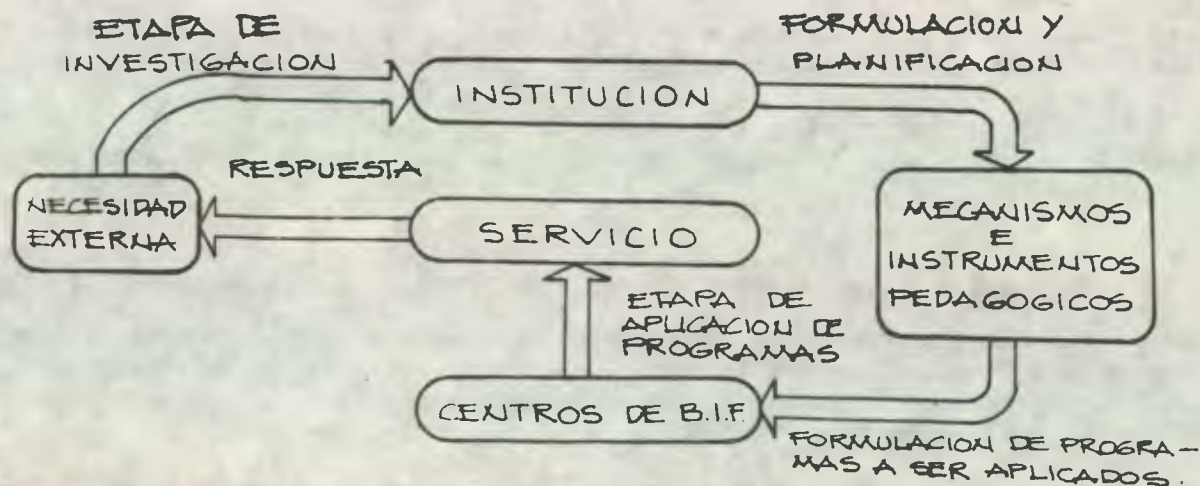 ETAPA DE
INVESTIGACION
FORMULACION Y
PLANIFICACION
INSTITUCION
RESPUESTA
NECESIDAD
EXTERNA
SERVICIO
MECANISMOS
E
INSTRUMENTOS
PEDAGOGICOS
ETAPA DE
APLICACION DE
PROGRAMAS
CENTROS DE B.I.F.
FORMULACION DE PROGRA-
MAS A SER APLICADOS.